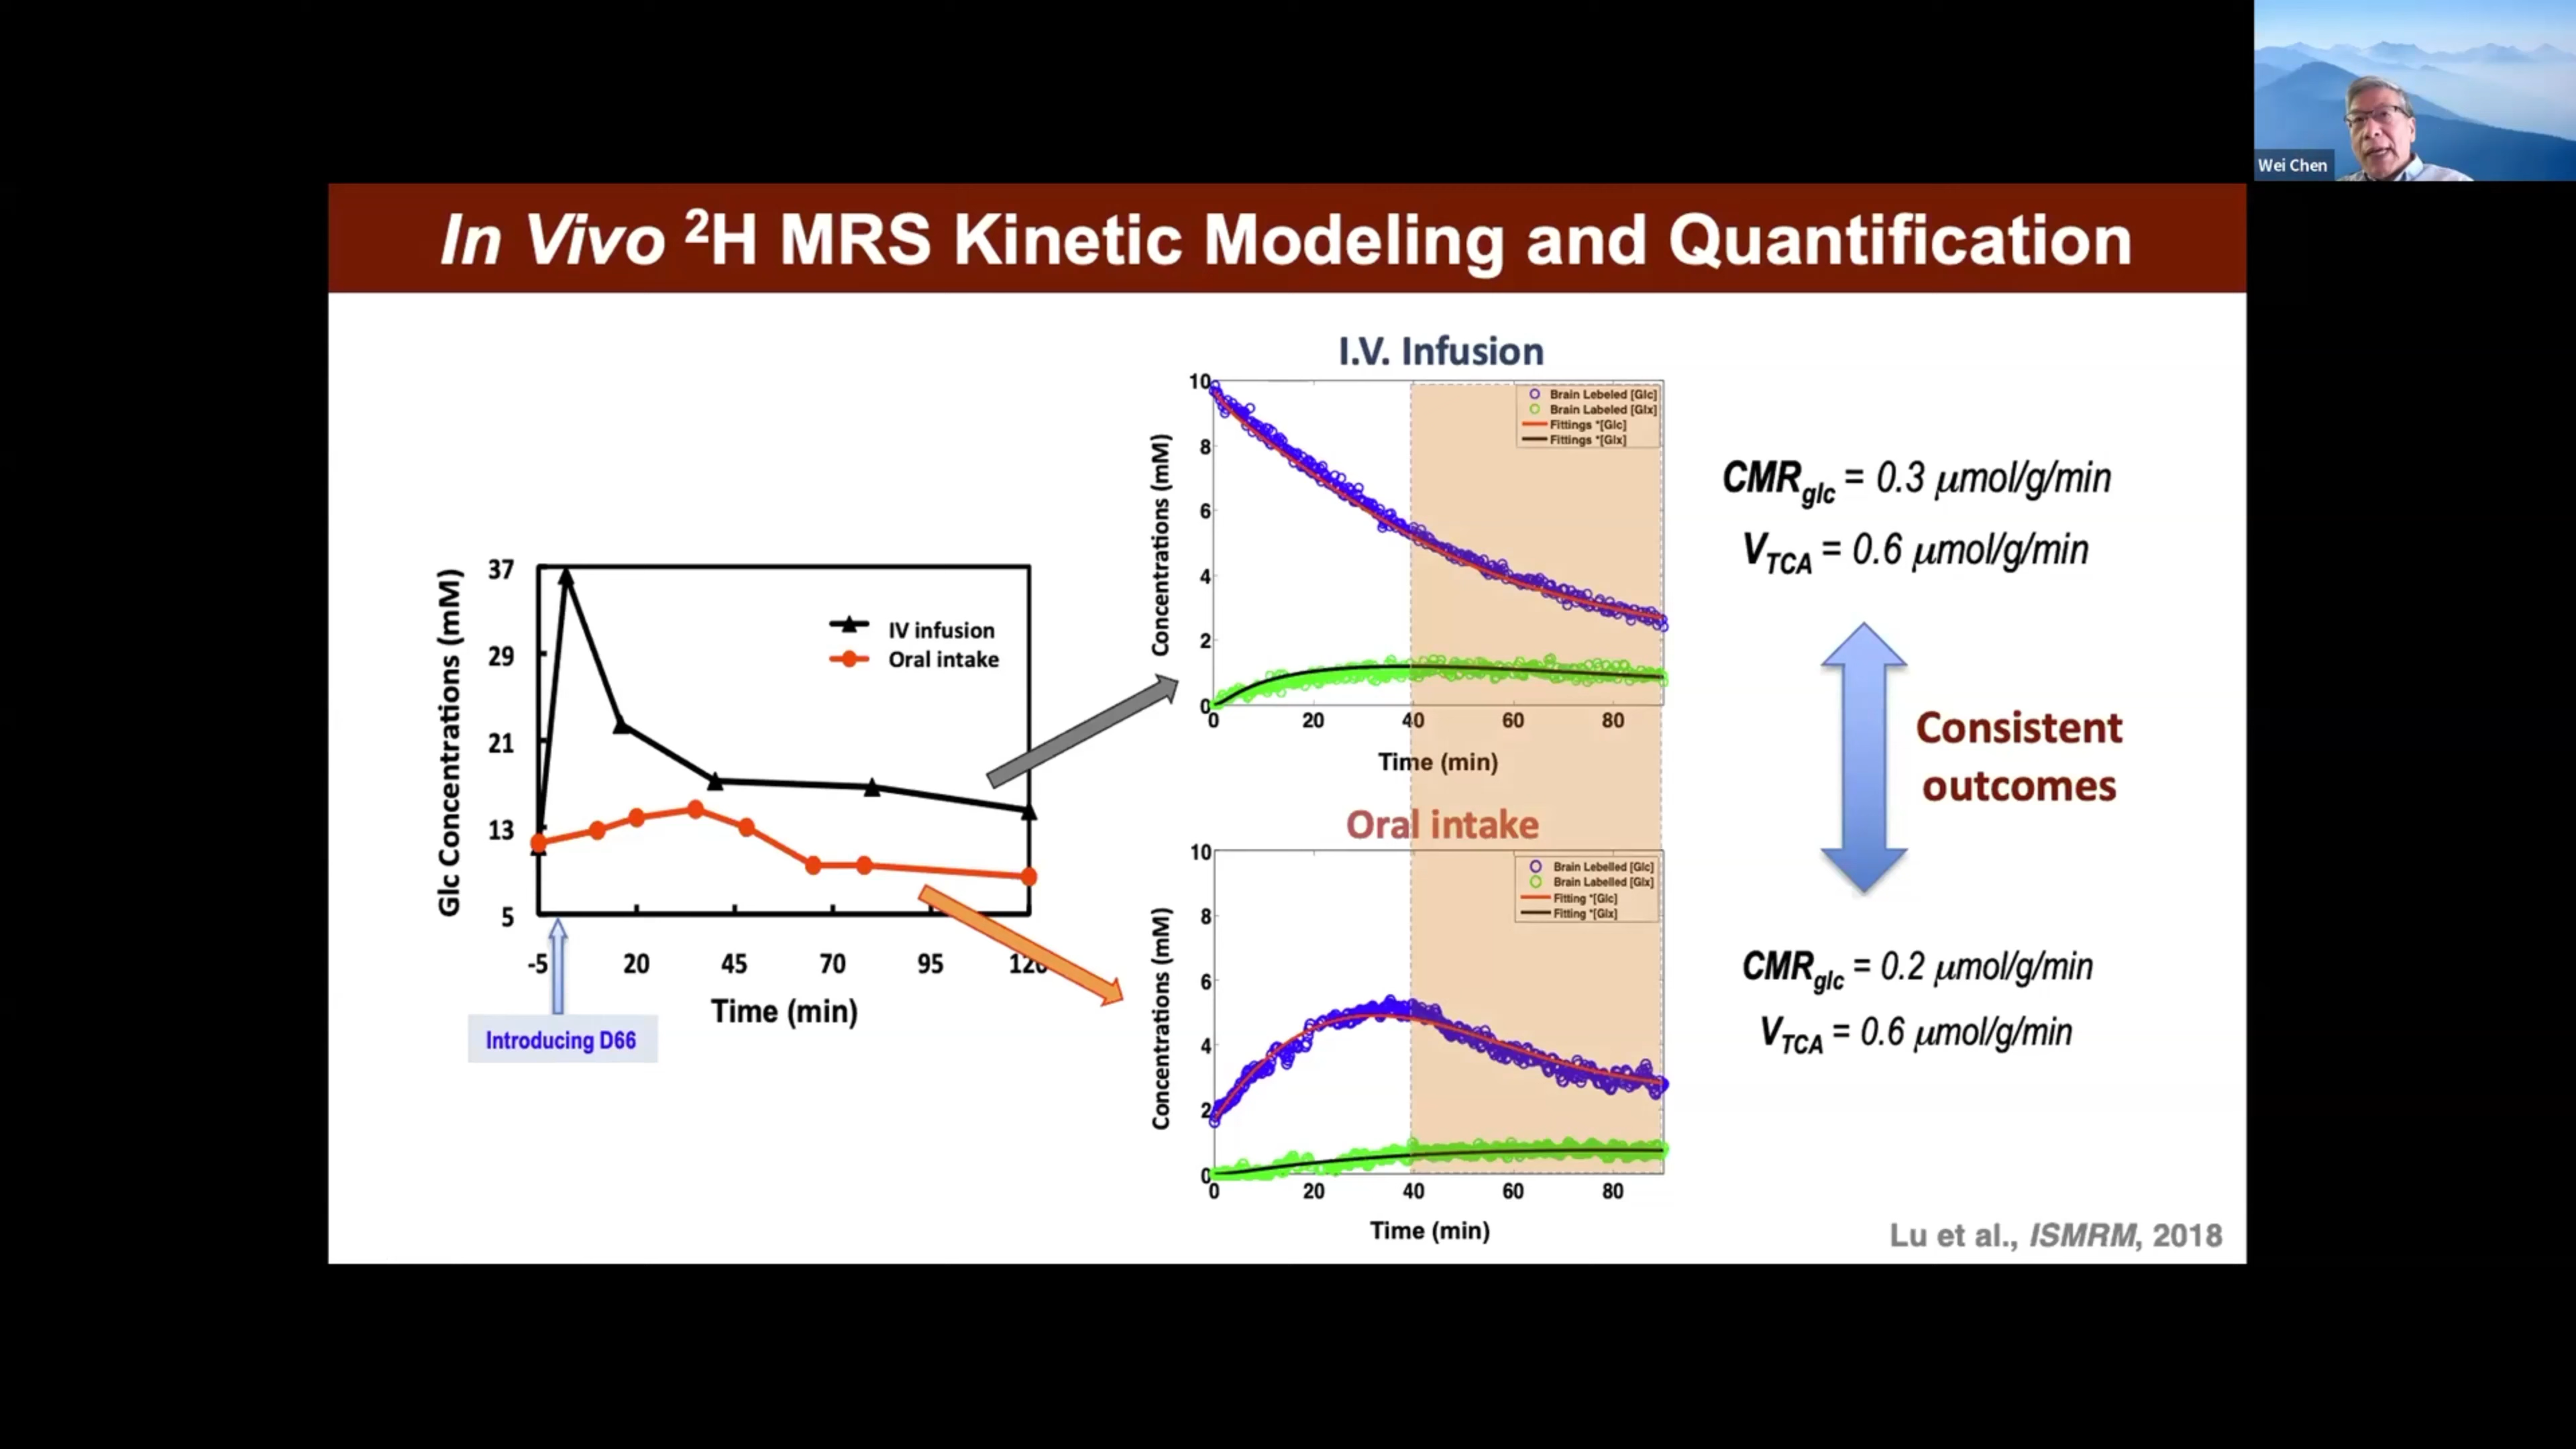 Wei Chen
In Vivo ²H MRS Kinetic Modeling and Quantification
Glc Concentrations (mM)
37
29
21
13
5
IV infusion
Oral intake
-5 20 45 70 95 120
Time (min)
Introducing D66
I.V. Infusion
Concentrations (mM)
10
8
6
4
2
0
Brain Lebeled [Glc]
Brain Labeled [Glx]
Fittings *[Glc]
Fittings *[Glx]
0 20 40 60 80
Time (min)
Oral intake
Concentrations (mM)
10
8
6
4
2
0
Brain Lebelled [Glc]
Brain Labelled [Glx]
Fitting *[Glc]
Fitting *[Glx]
0 20 40 60 80
Time (min)
CMRglc = 0.3 μmol/g/min
VTCA = 0.6 μmol/g/min
Consistent
outcomes
CMRglc = 0.2 μmol/g/min
VTCA = 0.6 μmol/g/min
Lu et al., ISMRM, 2018